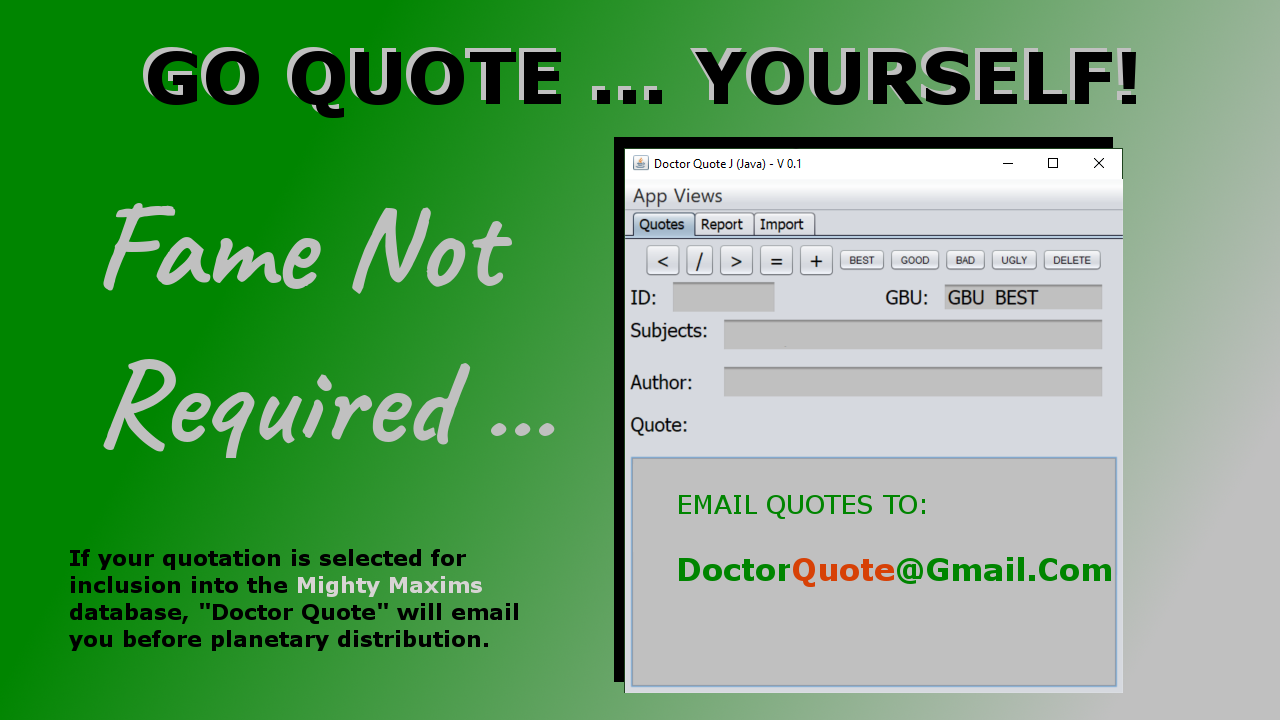 GO QUOTE ... YOURSELF!
Fame Not
Required ...
If your quotation is selected for
inclusion into the Mighty Maxims
database, "Doctor Quote" will email
you before planetary distribution.
Doctor Quote J (Java) - V 0.1
App Views
Quotes Report Import
< / > = + BEST GOOD BAD UGLY DELETE
ID: GBU: GBU BEST
Subjects:
Author:
Quote:
EMAIL QUOTES TO:
DoctorQuote@Gmail.Com